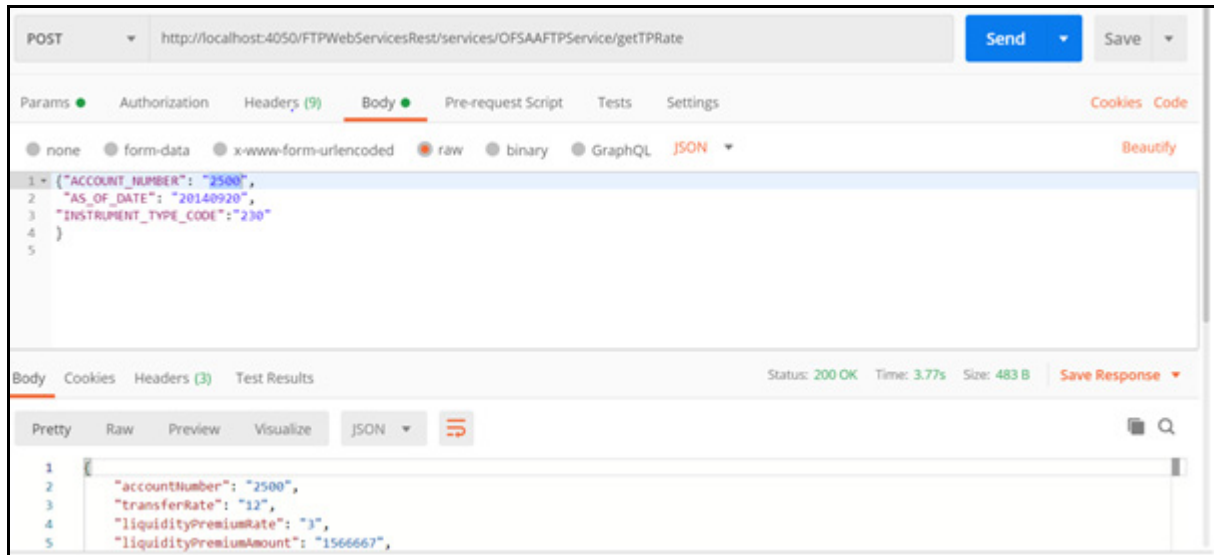 POST http://localhost:4050/FTPWebServicesRest/services/OFSAAFTPService/getTPRate Send Save
Params Authorization Headers (9) Body Pre-request Script Tests Settings Cookies Code
none form-data x-www-form-urlencoded raw binary GraphQL JSON Beautify
1 {"ACCOUNT_NUMBER": "2500",
2 "AS_OF_DATE": "20140920",
3 "INSTRUMENT_TYPE_CODE":"230"
4 }
5
Body Cookies Headers (3) Test Results Status: 200 OK Time: 3.77s Size: 483 B Save Response
Pretty Raw Preview Visualize JSON
1 {
2 "accountNumber": "2500",
3 "transferRate": "12",
4 "liquidityPremiumRate": "3",
5 "liquidityPremiumAmount": "1566667",